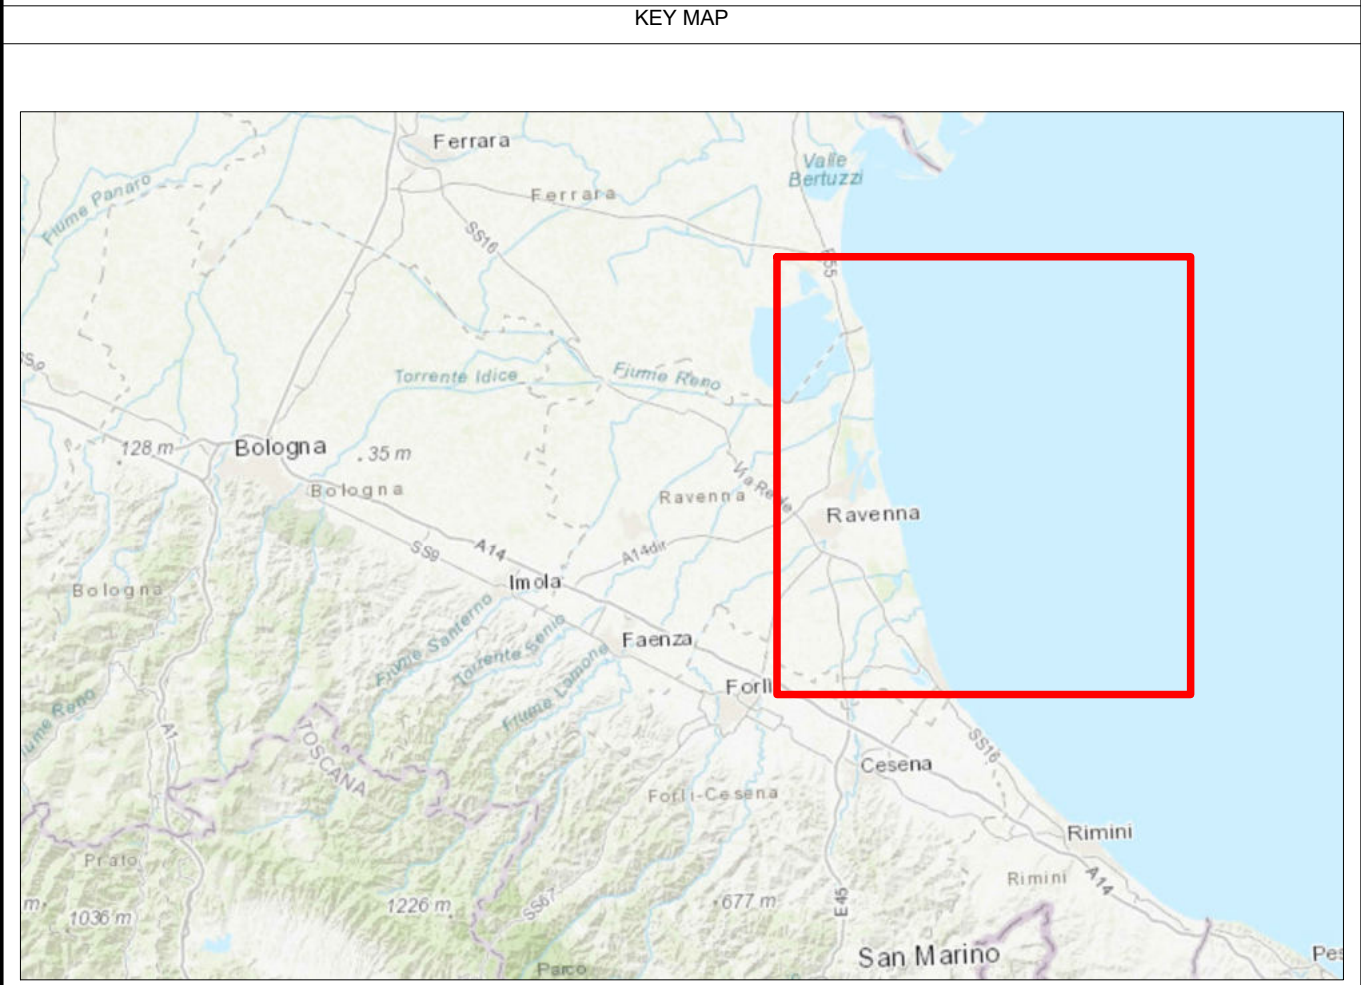 KEY MAP
Ferrara
Valle
Bertuzzi
Fiume Panaro
Ferrara
SS16
SS9
Torrente Idice
Fiume Reno
128 m
Bologna
35 m
Bologna
Via Reale
Ravenna
Ravenna
SS9
A14
A14dir
Imola
Bologna
Fiume Santerno
Torrente Senio
Fiume Lamone
Faenza
Forlì
Fiume Reno
A1
TOSCANA
SS16
Cesena
Forlì-Cesena
Rimini
Prato
Rimini
A14
1036 m
1226 m
SS67
677 m
E45
San Marino
Parco
Pes